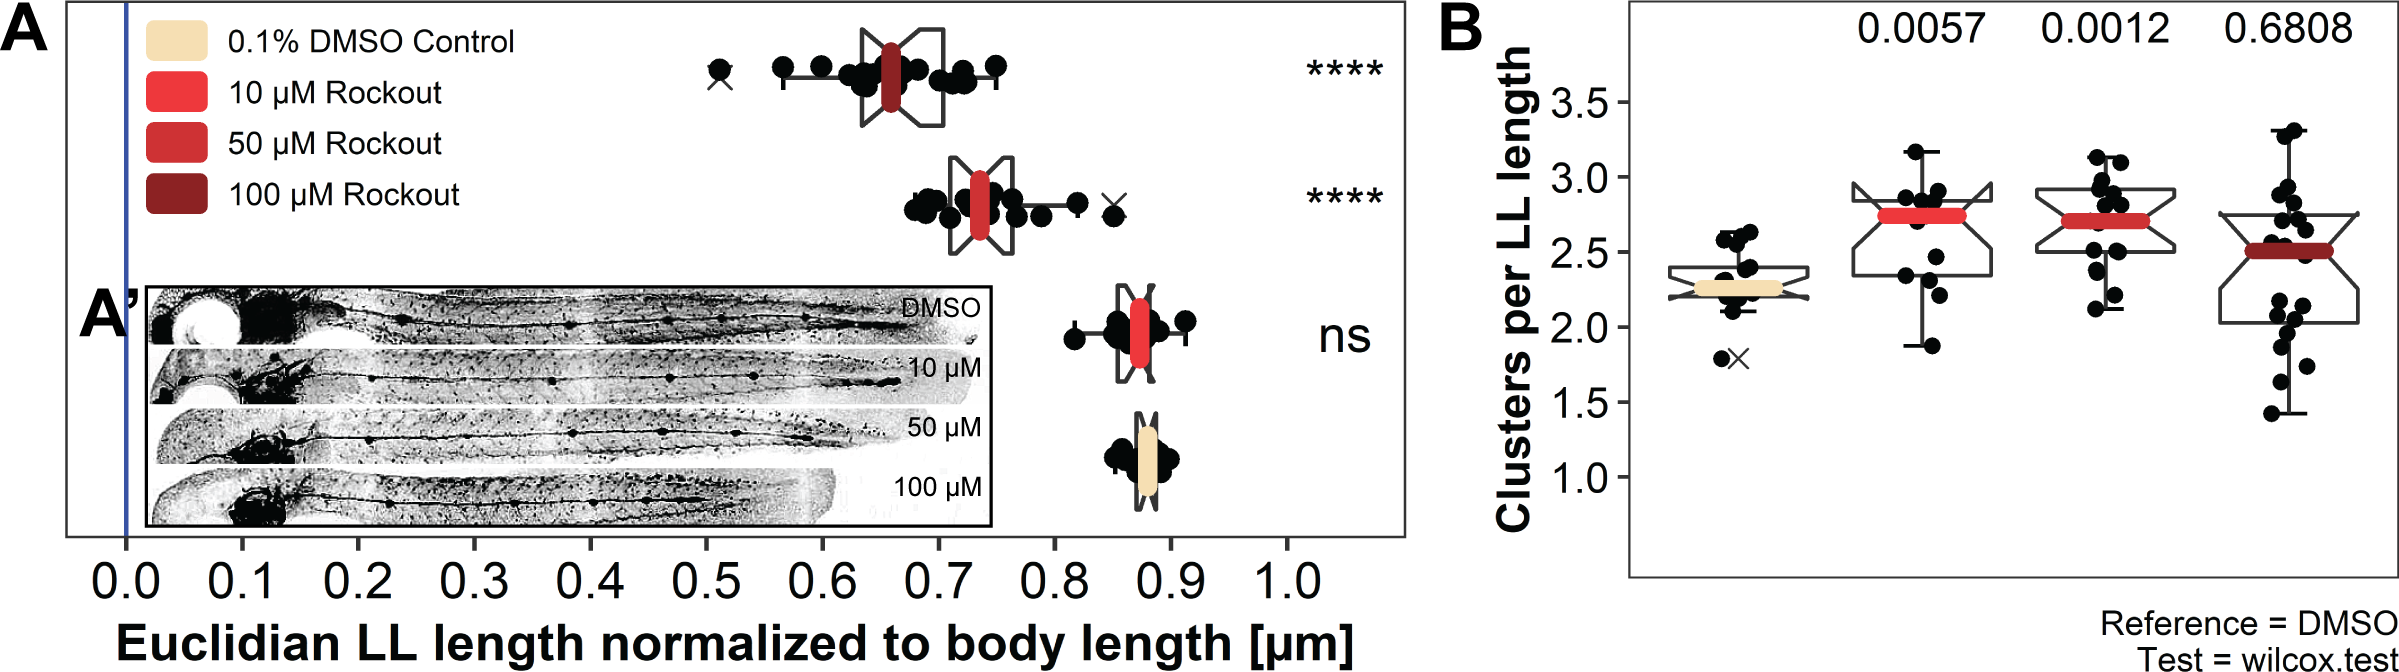 A
0.1% DMSO Control
10 µM Rockout
50 µM Rockout
100 µM Rockout
****
****
ns
A’
DMSO
10 µM
50 µM
100 µM
0.0 0.1 0.2 0.3 0.4 0.5 0.6 0.7 0.8 0.9 1.0
Euclidian LL length normalized to body length [µm]
B
0.0057 0.0012 0.6808
Clusters per LL length
3.5
3.0
2.5
2.0
1.5
1.0
Reference = DMSO
Test = wilcox.test